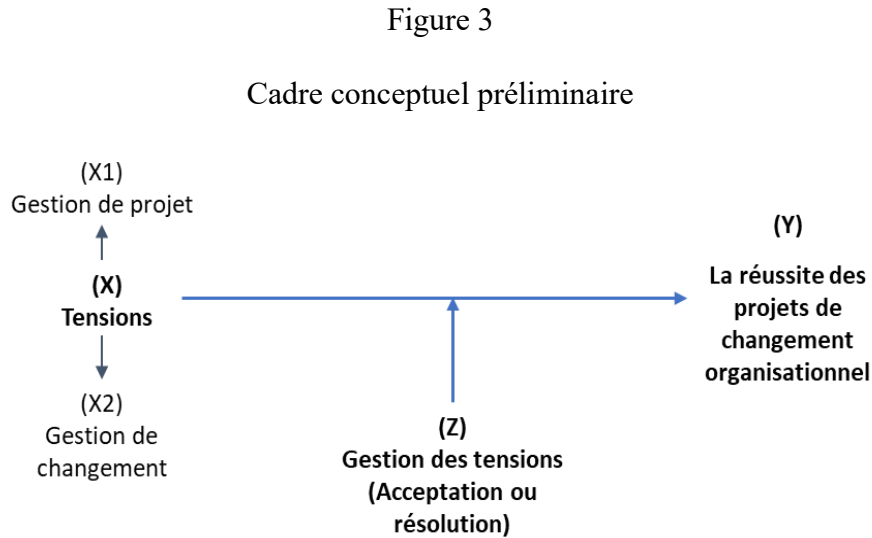 Figure 3
Cadre conceptuel préliminaire
(X1)
Gestion de projet
(X)
Tensions
(X2)
Gestion de
changement
(Z)
Gestion des tensions
(Acceptation ou
résolution)
(Y)
La réussite des
projets de
changement
organisationnel